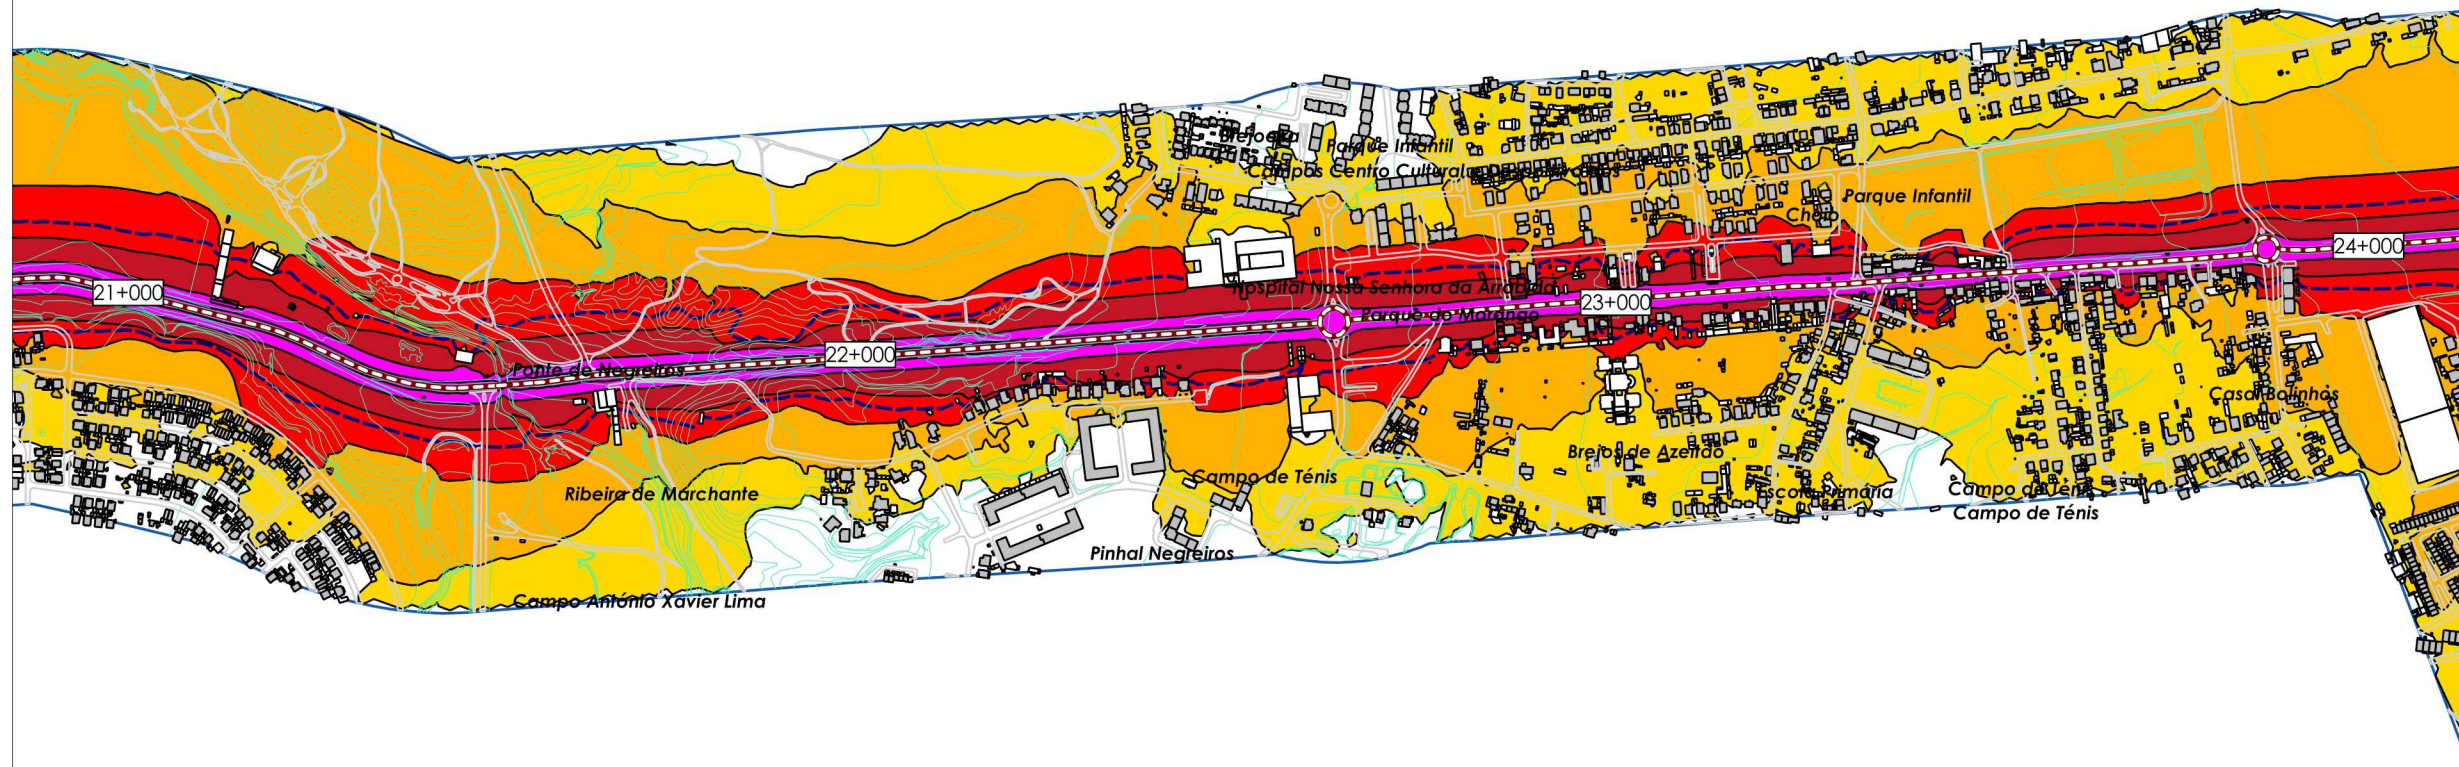 Parque Infantil
Campos Centro Cultural
Parque Infantil
Choip
24+000
Hospital Nossa Senhora da Arrábida
21+000
23+000
Parque do Morango
22+000
Ponte de Negreiros
Casal Bolinhos
Brejos de Azeitão
Campo de Ténis
Ribeira de Marchante
Escola Primária
Campo de Ténis
Campo de Ténis
Pinhal Negreiros
Campo António Xavier Lima